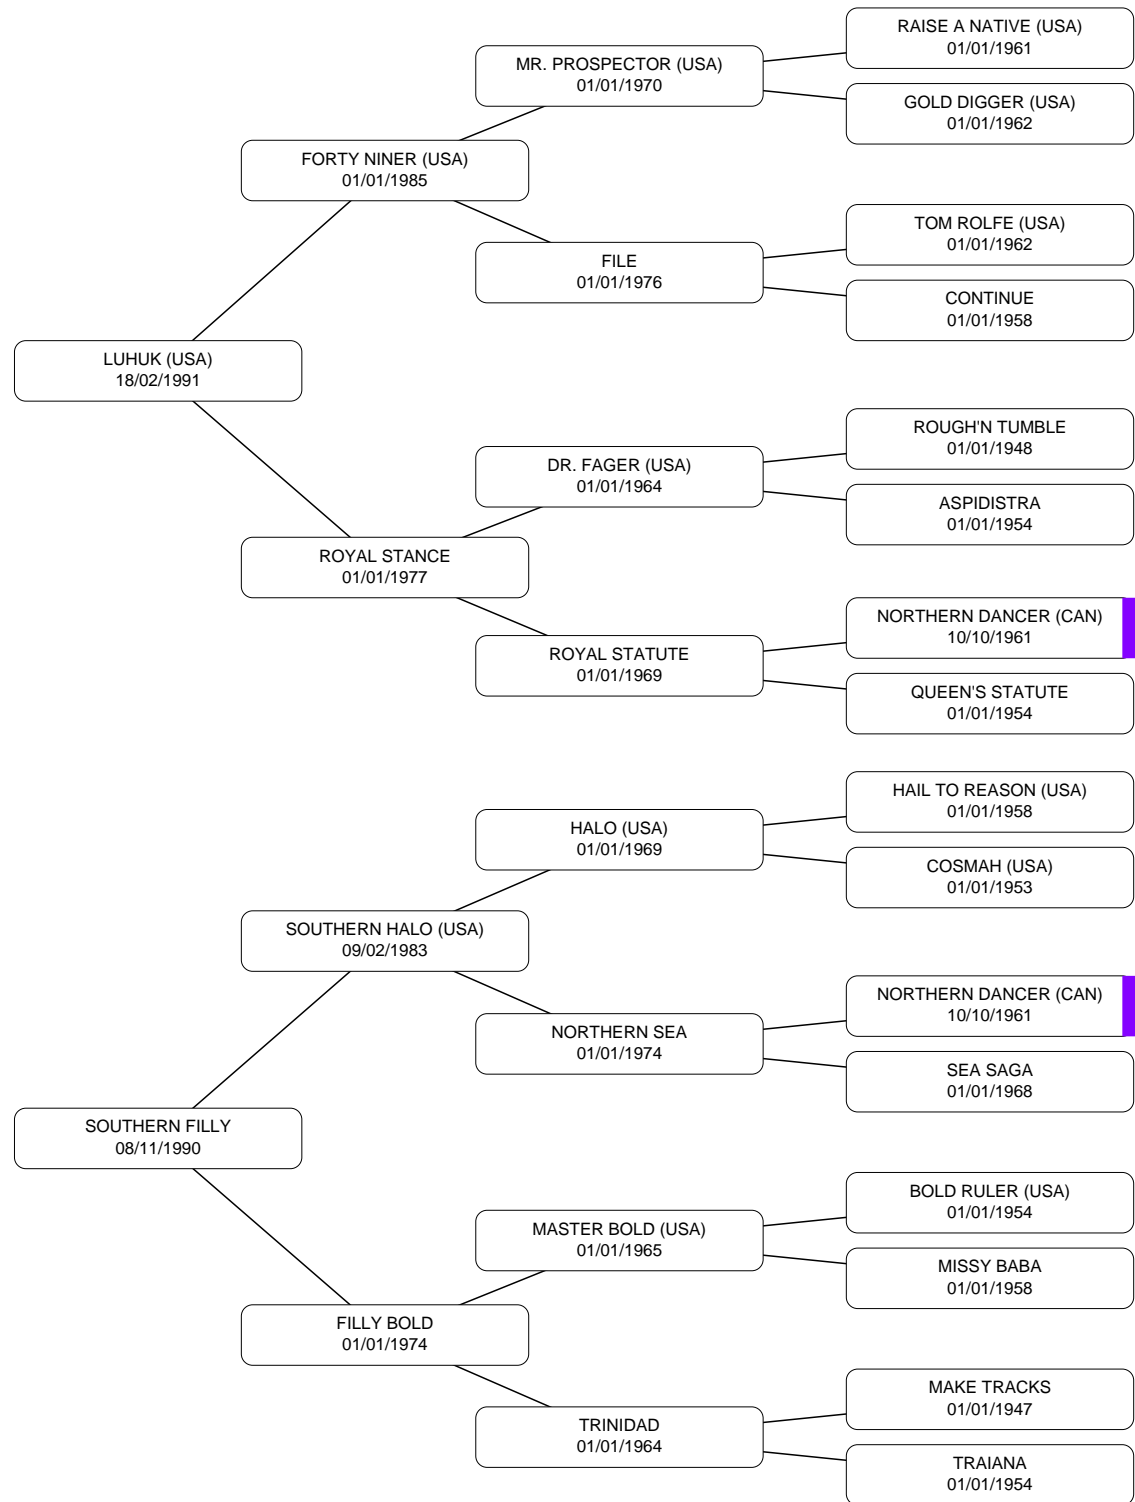 RAISE A NATIVE (USA)
01/01/1961
MR. PROSPECTOR (USA)
01/01/1970
GOLD DIGGER (USA)
01/01/1962
FORTY NINER (USA)
01/01/1985
TOM ROLFE (USA)
01/01/1962
FILE
01/01/1976
CONTINUE
01/01/1958
LUHUK (USA)
18/02/1991
ROUGH'N TUMBLE
01/01/1948
DR. FAGER (USA)
01/01/1964
ASPIDISTRA
01/01/1954
ROYAL STANCE
01/01/1977
NORTHERN DANCER (CAN)
10/10/1961
ROYAL STATUTE
01/01/1969
QUEEN'S STATUTE
01/01/1954
HAIL TO REASON (USA)
01/01/1958
HALO (USA)
01/01/1969
COSMAH (USA)
01/01/1953
SOUTHERN HALO (USA)
09/02/1983
NORTHERN DANCER (CAN)
10/10/1961
NORTHERN SEA
01/01/1974
SEA SAGA
01/01/1968
SOUTHERN FILLY
08/11/1990
BOLD RULER (USA)
01/01/1954
MASTER BOLD (USA)
01/01/1965
MISSY BABA
01/01/1958
FILLY BOLD
01/01/1974
MAKE TRACKS
01/01/1947
TRINIDAD
01/01/1964
TRAIANA
01/01/1954